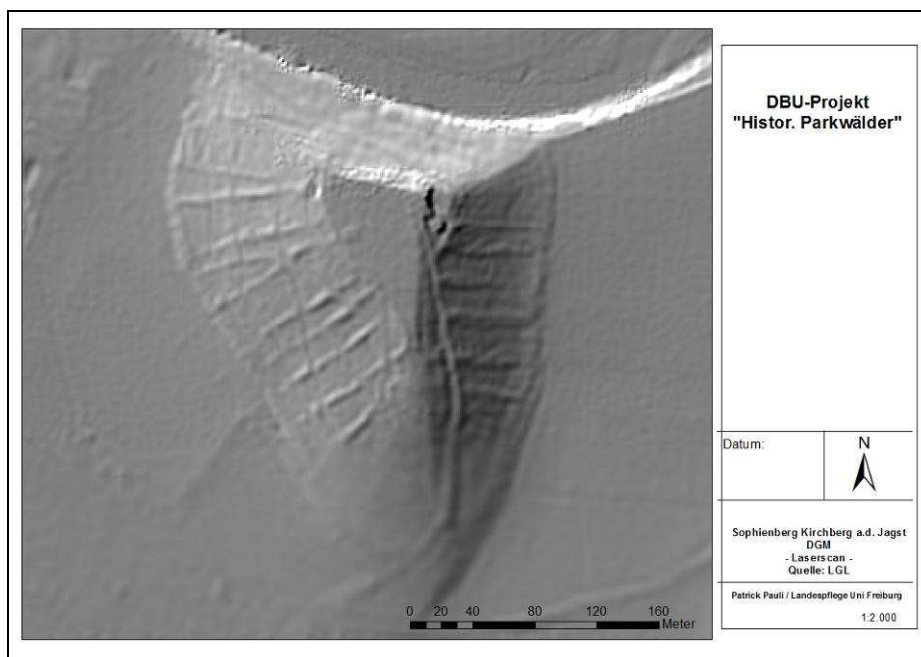 DBU-Projekt
"Histor. Parkwälder"
Datum:
N
Sophienberg Kirchberg a.d. Jagst
DGM
- Laserscan -
Quelle: LGL
Patrick Pauli / Landespflege Uni Freiburg
1:2.000
0 20 40 80 120 160
Meter